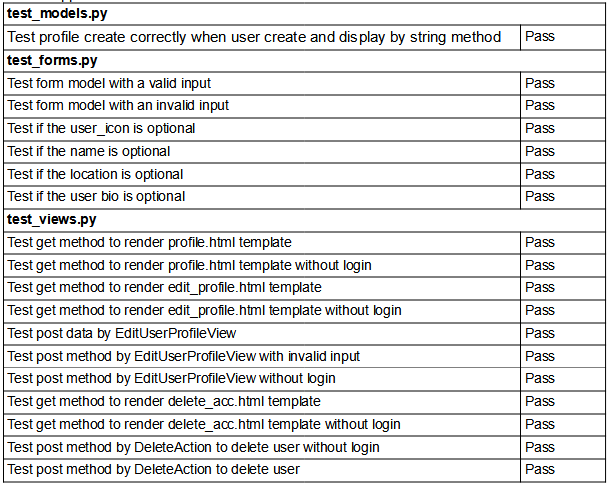 test_models.py
Test profile create correctly when user create and display by string method Pass
test_forms.py
Test form model with a valid input Pass
Test form model with an invalid input Pass
Test if the user_icon is optional Pass
Test if the name is optional Pass
Test if the location is optional Pass
Test if the user bio is optional Pass
test_views.py
Test get method to render profile.html template Pass
Test get method to render profile.html template without login Pass
Test get method to render edit_profile.html template Pass
Test get method to render edit_profile.html template without login Pass
Test post data by EditUserProfileView Pass
Test post method by EditUserProfileView with invalid input Pass
Test post method by EditUserProfileView without login Pass
Test get method to render delete_acc.html template Pass
Test get method to render delete_acc.html template without login Pass
Test post method by DeleteAction to delete user without login Pass
Test post method by DeleteAction to delete user Pass